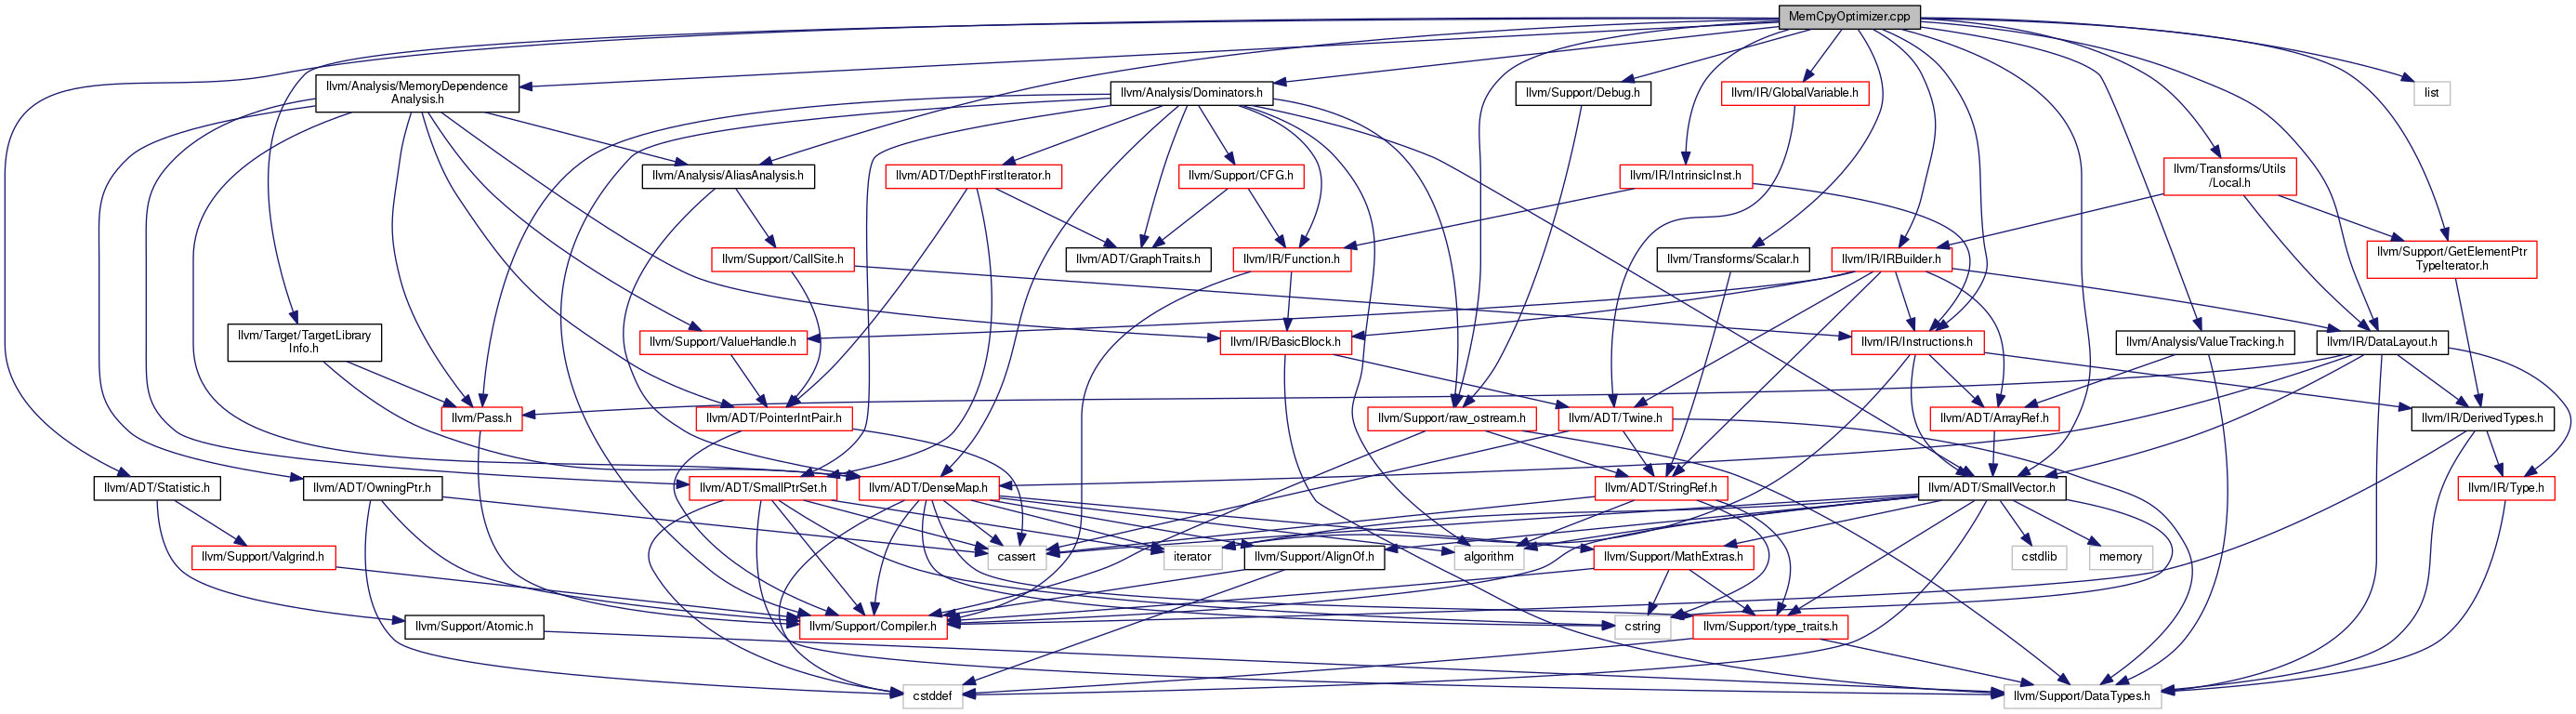 MemCpyOptimizer.cpp
llvm/Analysis/MemoryDependence
Analysis.h
llvm/Analysis/Dominators.h
llvm/Support/Debug.h
llvm/IR/GlobalVariable.h
list
llvm/Analysis/AliasAnalysis.h
llvm/ADT/DepthFirstIterator.h
llvm/Support/CFG.h
llvm/IR/IntrinsicInst.h
llvm/Transforms/Utils
/Local.h
llvm/Support/CallSite.h
llvm/ADT/GraphTraits.h
llvm/IR/Function.h
llvm/Transforms/Scalar.h
llvm/IR/IRBuilder.h
llvm/Support/GetElementPtr
TypeIterator.h
llvm/Target/TargetLibrary
Info.h
llvm/Support/ValueHandle.h
llvm/IR/BasicBlock.h
llvm/IR/Instructions.h
llvm/Analysis/ValueTracking.h
llvm/IR/DataLayout.h
llvm/Pass.h
llvm/ADT/PointerIntPair.h
llvm/Support/raw_ostream.h
llvm/ADT/Twine.h
llvm/ADT/ArrayRef.h
llvm/IR/DerivedTypes.h
llvm/ADT/Statistic.h
llvm/ADT/OwningPtr.h
llvm/ADT/SmallPtrSet.h
llvm/ADT/DenseMap.h
llvm/ADT/StringRef.h
llvm/ADT/SmallVector.h
llvm/IR/Type.h
llvm/Support/Valgrind.h
cassert
iterator
llvm/Support/AlignOf.h
algorithm
llvm/Support/MathExtras.h
cstdlib
memory
llvm/Support/Atomic.h
llvm/Support/Compiler.h
cstring
llvm/Support/type_traits.h
cstddef
llvm/Support/DataTypes.h